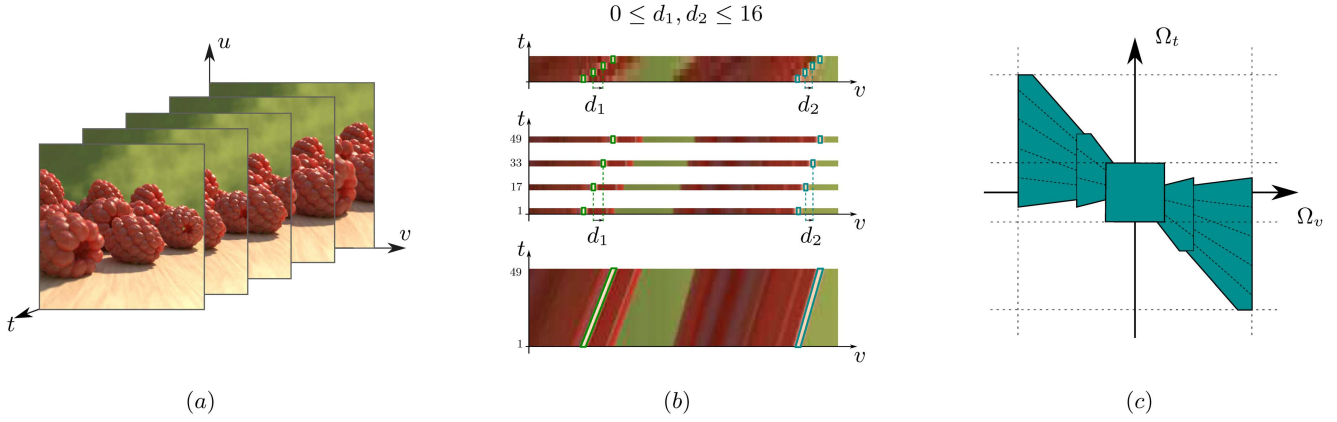 0 ≤ d₁, d₂ ≤ 16
u
v
t
(a)
t
v
d₁
d₂
t
49
33
17
1
v
d₁
d₂
t
49
1
v
(b)
Ωₜ
Ωᵥ
(c)